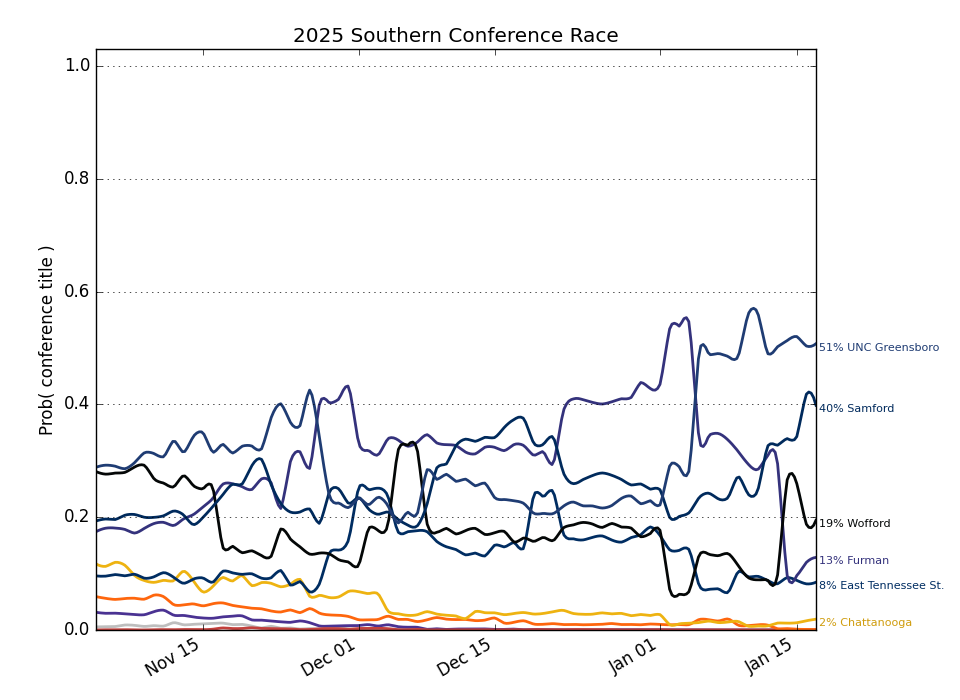 2025 Southern Conference Race
Prob( conference title )
1.0
0.8
0.6
0.4
0.2
0.0
51% UNC Greensboro
40% Samford
19% Wofford
13% Furman
8% East Tennessee St.
2% Chattanooga
Nov 15
Dec 01
Dec 15
Jan 01
Jan 15